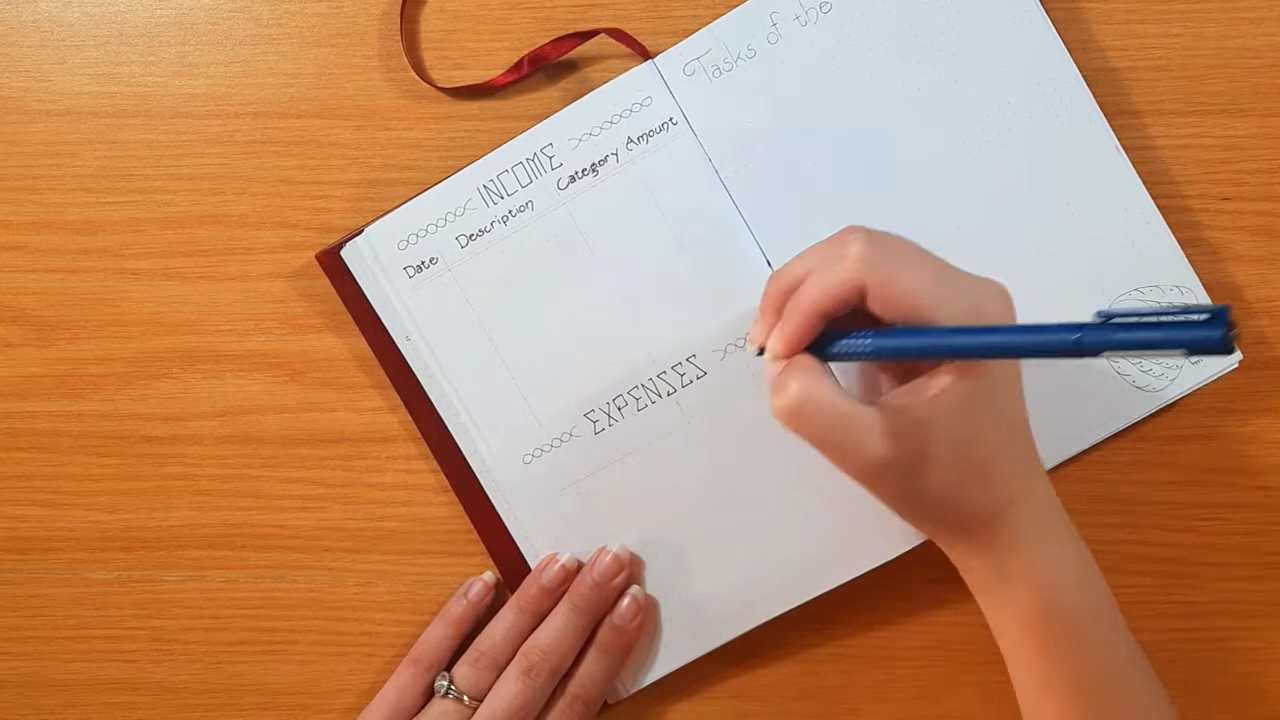 INCOME
Date Description Category Amount
EXPENSES
Tasks of the